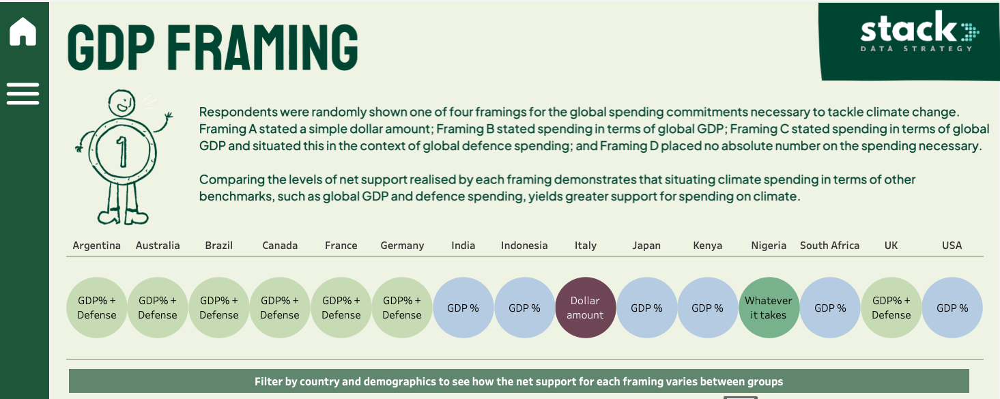 GDP FRAMING
stack
DATA STRATEGY
1
Respondents were randomly shown one of four framings for the global spending commitments necessary to tackle climate change.
Framing A stated a simple dollar amount; Framing B stated spending in terms of global GDP; Framing C stated spending in terms of global
GDP and situated this in the context of global defence spending; and Framing D placed no absolute number on the spending necessary.
Comparing the levels of net support realised by each framing demonstrates that situating climate spending in terms of other
benchmarks, such as global GDP and defence spending, yields greater support for spending on climate.
Argentina Australia Brazil Canada France Germany India Indonesia Italy Japan Kenya Nigeria South Africa UK USA
GDP% + GDP% + GDP% + GDP% + GDP% + GDP% + Dollar Whatever GDP% +
GDP % GDP % GDP % GDP % GDP % GDP %
Defense Defense Defense Defense Defense Defense amount it takes Defense
Filter by country and demographics to see how the net support for each framing varies between groups